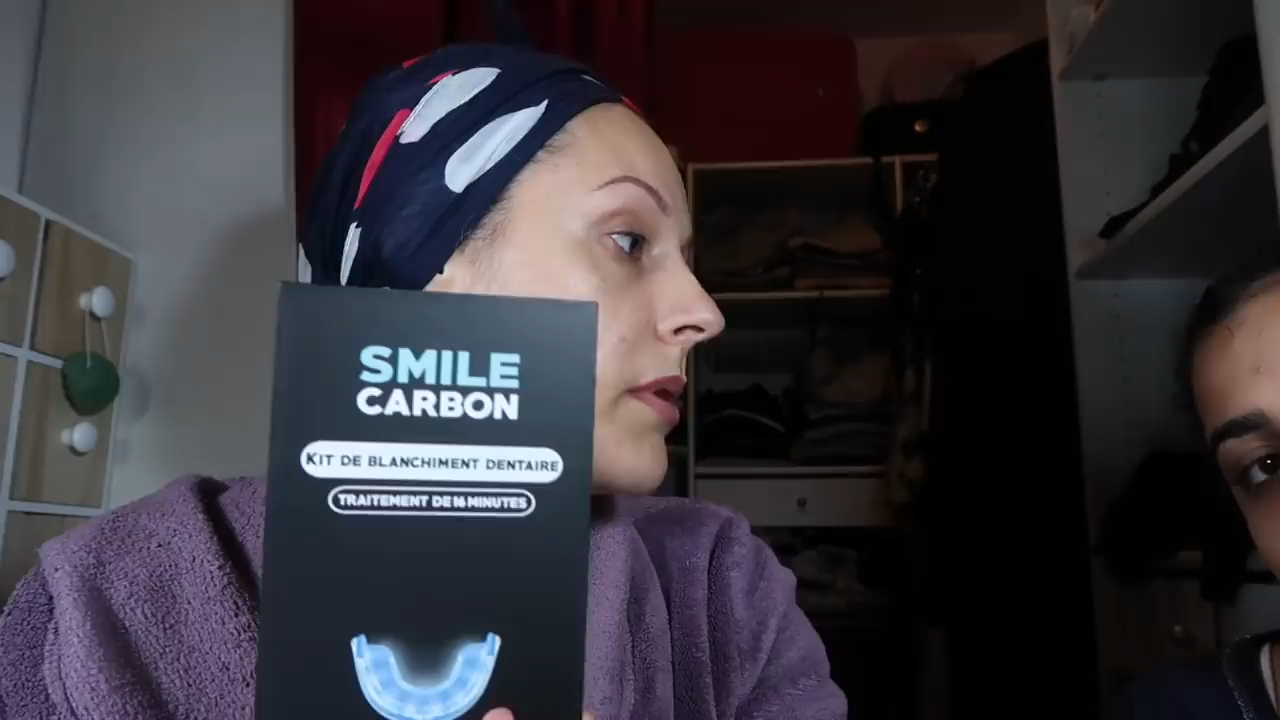 SMILE
CARBON
KIT DE BLANCHIMENT DENTAIRE
TRAITEMENT DE 16 MINUTES